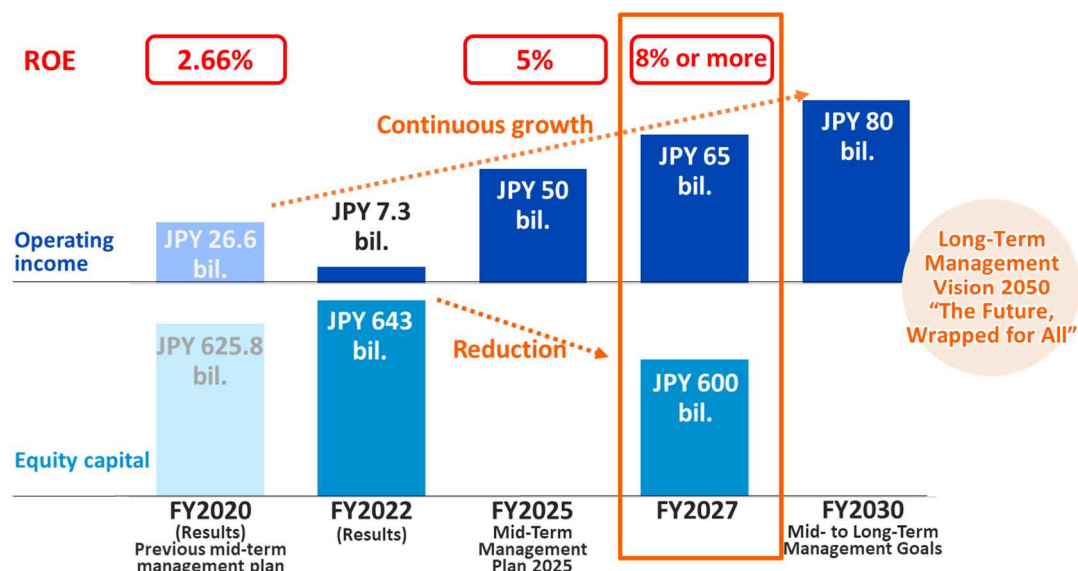 ROE
2.66%
5%
8% or more
Continuous growth
JPY 80
bil.
JPY 65
bil.
JPY 50
bil.
JPY 7.3
bil.
JPY 26.6
bil.
Operating
income
Long-Term
Management
Vision 2050
“The Future,
Wrapped for All”
JPY 625.8
bil.
JPY 643
bil.
Reduction
JPY 600
bil.
Equity capital
FY2020
(Results)
Previous mid-term
management plan
FY2022
(Results)
FY2025
Mid-Term
Management
Plan 2025
FY2027
FY2030
Mid- to Long-Term
Management Goals